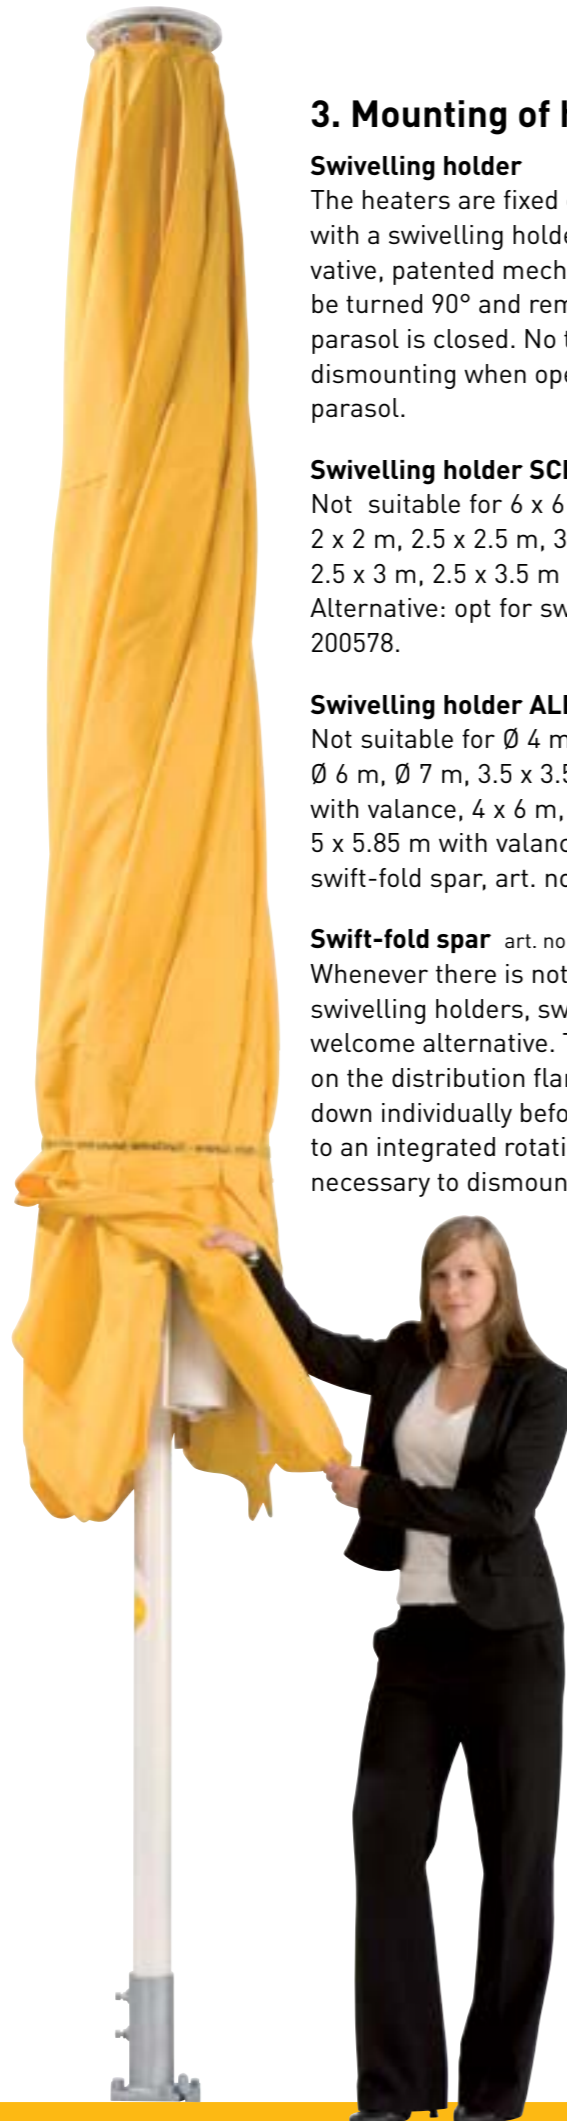 3. Mounting of
Swivelling holder
The heaters are fixed
with a swivelling holde
vative, patented mech
be turned 90° and rem
parasol is closed. No t
dismounting when ope
parasol.
Swivelling holder SC
Not suitable for 6 x 6
2 x 2 m, 2.5 x 2.5 m, 3
2.5 x 3 m, 2.5 x 3.5 m
Alternative: opt for sw
200578.
Swivelling holder AL
Not suitable for Ø 4 m
Ø 6 m, Ø 7 m, 3.5 x 3.5
with valance, 4 x 6 m,
5 x 5.85 m with valanc
swift-fold spar, art. no
Swift-fold spar art. no
Whenever there is not
swivelling holders, sw
welcome alternative. T
on the distribution flan
down individually befo
to an integrated rotati
necessary to dismoun